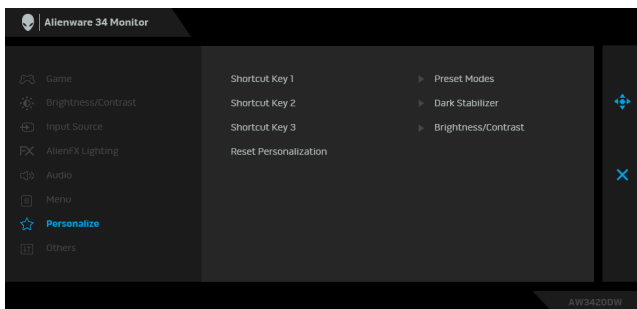 Alienware 34 Monitor
Game
Shortcut Key 1 Preset Modes
Brightness/Contrast
Shortcut Key 2 Dark Stabilizer
Input Source
Shortcut Key 3 Brightness/Contrast
AlienFX Lighting
Reset Personalization
Audio
Menu
Personalize
Others
AW3420DW